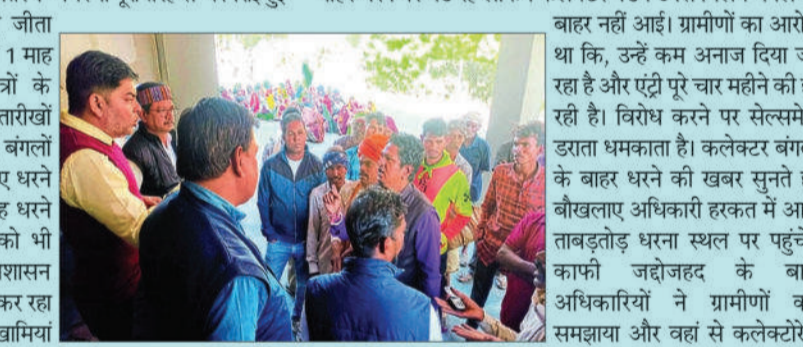 जीता
1 माह
त्रों के
तारीखों
बंगलों
ए धरने
ह धरने
को भी
शासन
कर रहा
खामियां
बाहर नहीं आई। ग्रामीणों का आरो
था कि, उन्हें कम अनाज दिया ज
रहा है और एंट्री पूरे चार महीने की
रही है। विरोध करने पर सेल्समे
डराता धमकाता है। कलेक्टर बंगल
के बाहर धरने की खबर सुनते ह
बौखलाए अधिकारी हरकत में आ
ताबड़तोड़ धरना स्थल पर पहुंचे
काफी जद्दोजहद के बा
अधिकारियों ने ग्रामीणों क
समझाया और वहां से कलेक्टोरे